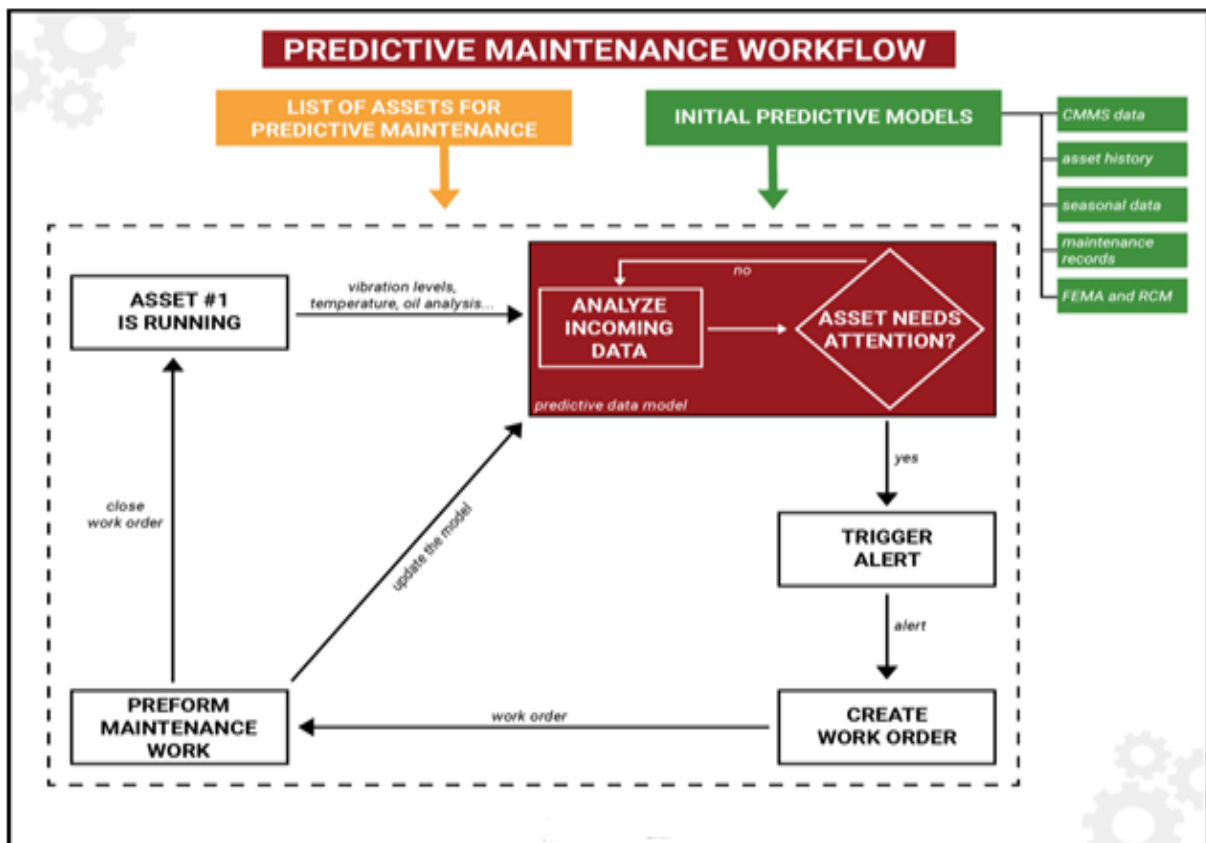 PREDICTIVE MAINTENANCE WORKFLOW
LIST OF ASSETS FOR
PREDICTIVE MAINTENANCE
INITIAL PREDICTIVE MODELS
CMMS data
asset history
seasonal data
maintenance
records
FEMA and RCM
ASSET #1
IS RUNNING
vibration levels,
temperature, oil analysis...
no
ANALYZE
INCOMING
DATA
ASSET NEEDS
ATTENTION?
predictive data model
yes
close
work order
update the model
TRIGGER
ALERT
alert
PREFORM
MAINTENANCE
WORK
work order
CREATE
WORK ORDER